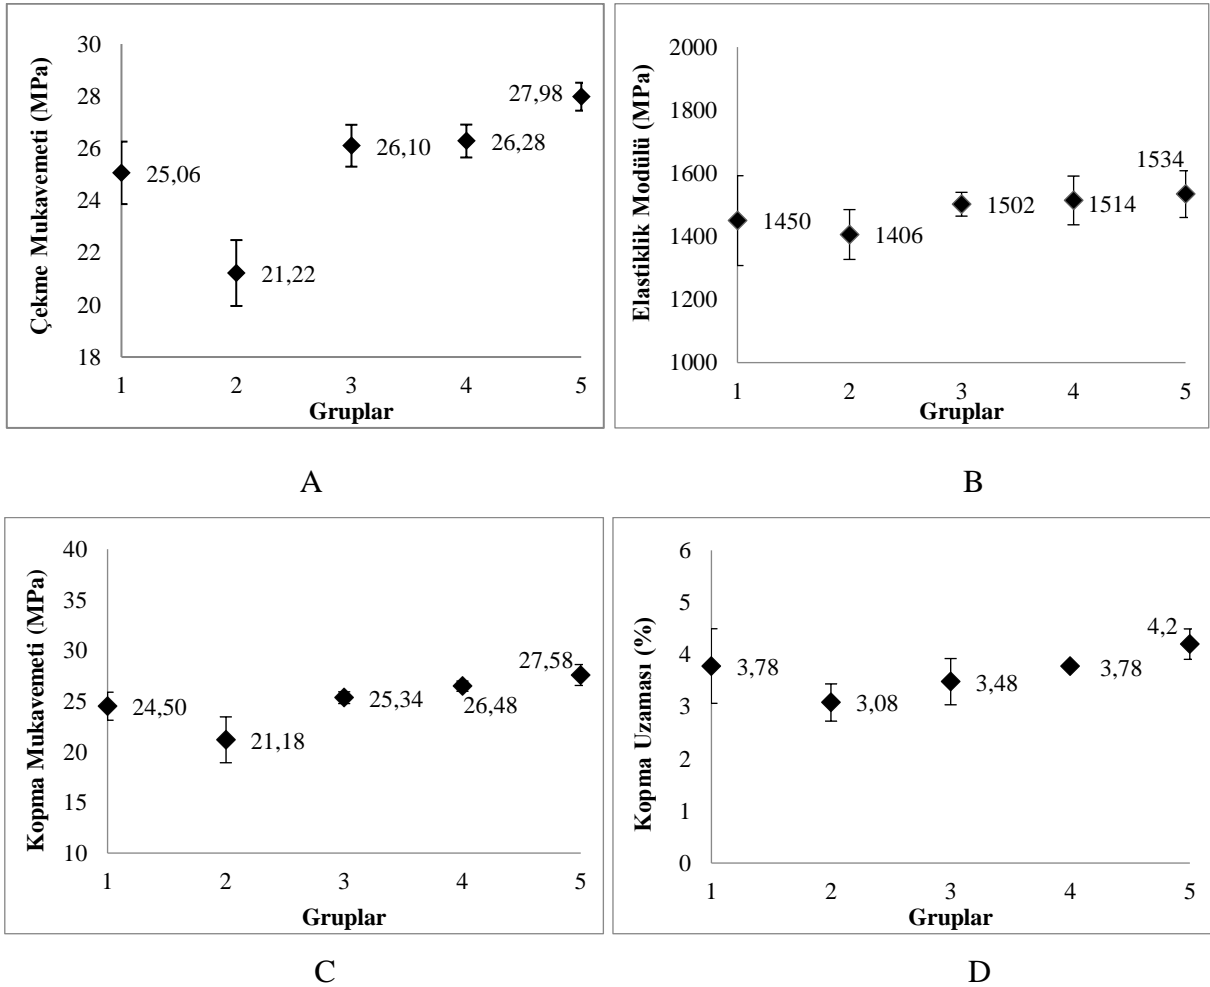 Çekme Mukavemeti (MPa)
30
28
26
24
22
20
18
25,06
21,22
26,10
26,28
27,98
1 2 3 4 5
Gruplar
A
Elastiklik Modülü (MPa)
2000
1800
1600
1400
1200
1000
1450
1406
1502
1514
1534
1 2 3 4 5
Gruplar
B
Kopma Mukavemeti (MPa)
40
35
30
25
20
15
10
24,50
21,18
25,34
26,48
27,58
1 2 3 4 5
Gruplar
C
Kopma Uzaması (%)
6
5
4
3
2
1
0
3,78
3,08
3,48
3,78
4,2
1 2 3 4 5
Gruplar
D